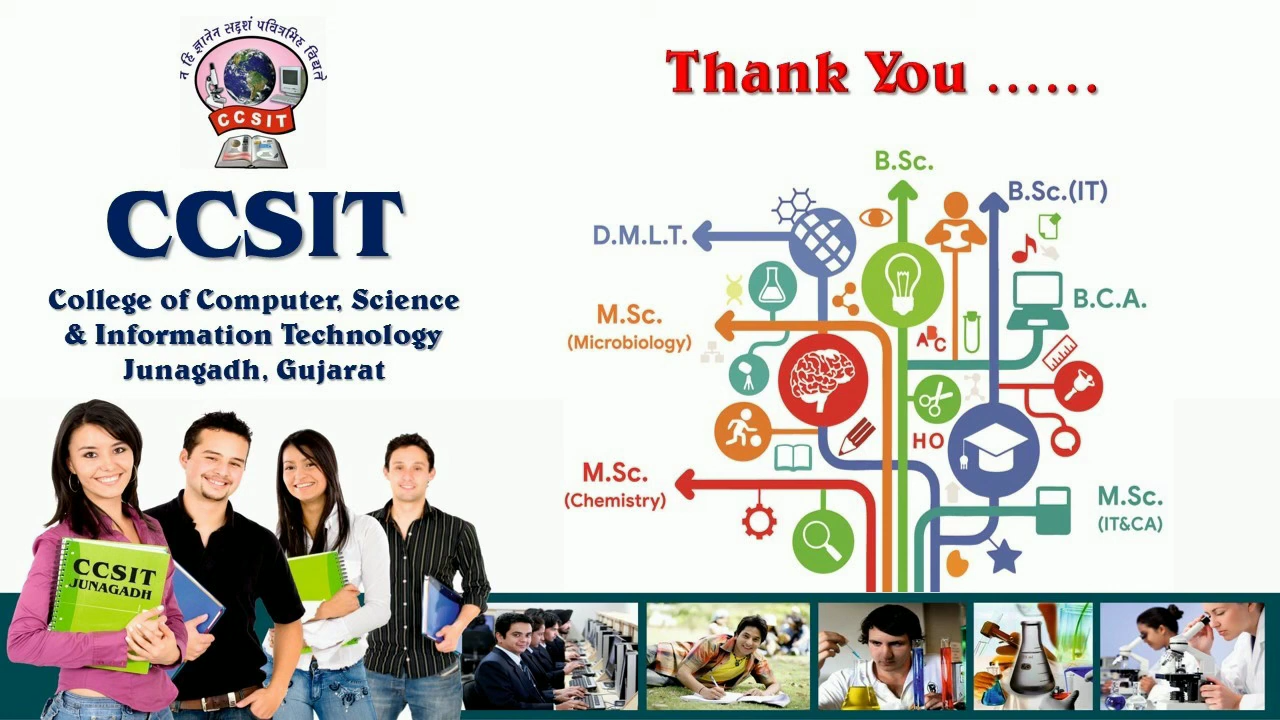 न हि ज्ञानेन सदृशं पवित्रमिह विद्यते
CCSIT
CCSIT
College of Computer, Science
& Information Technology
Junagadh, Gujarat
CCSIT
JUNAGADH
Thank You ......
B.Sc.
B.Sc.(IT)
D.M.L.T.
B.C.A.
M.Sc.
(Microbiology)
ABC
HO
M.Sc.
(Chemistry)
M.Sc.
(IT&CA)